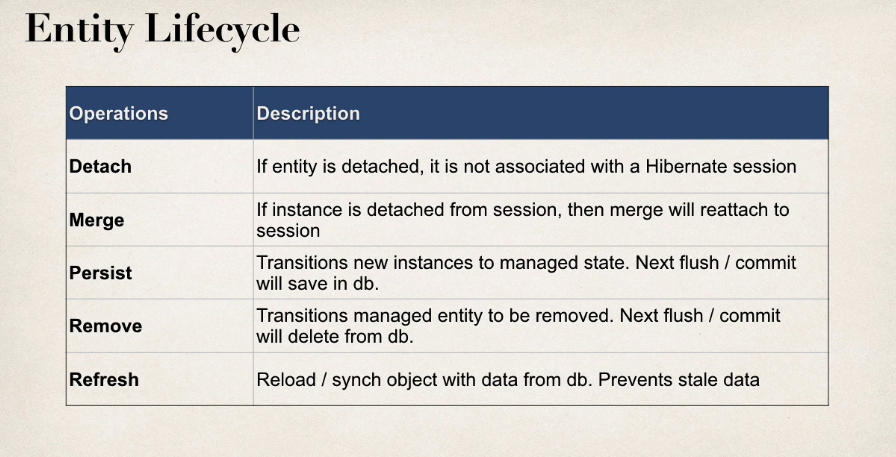 Entity Lifecycle
Operations Description
Detach If entity is detached, it is not associated with a Hibernate session
Merge If instance is detached from session, then merge will reattach to
session
Persist Transitions new instances to managed state. Next flush / commit
will save in db.
Remove Transitions managed entity to be removed. Next flush / commit
will delete from db.
Refresh Reload / synch object with data from db. Prevents stale data